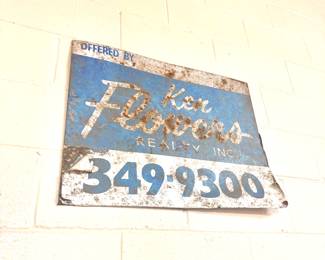 OFFERED BY
Ken
Flowers
REALTY INC.
349-9300